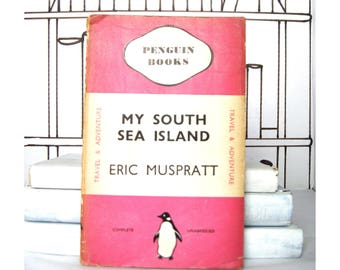 PENGUIN
BOOKS
MY SOUTH
SEA ISLAND
ERIC MUSPRATT
TRAVEL & ADVENTURE
TRAVEL & ADVENTURE
COMPLETE
UNABRIDGED